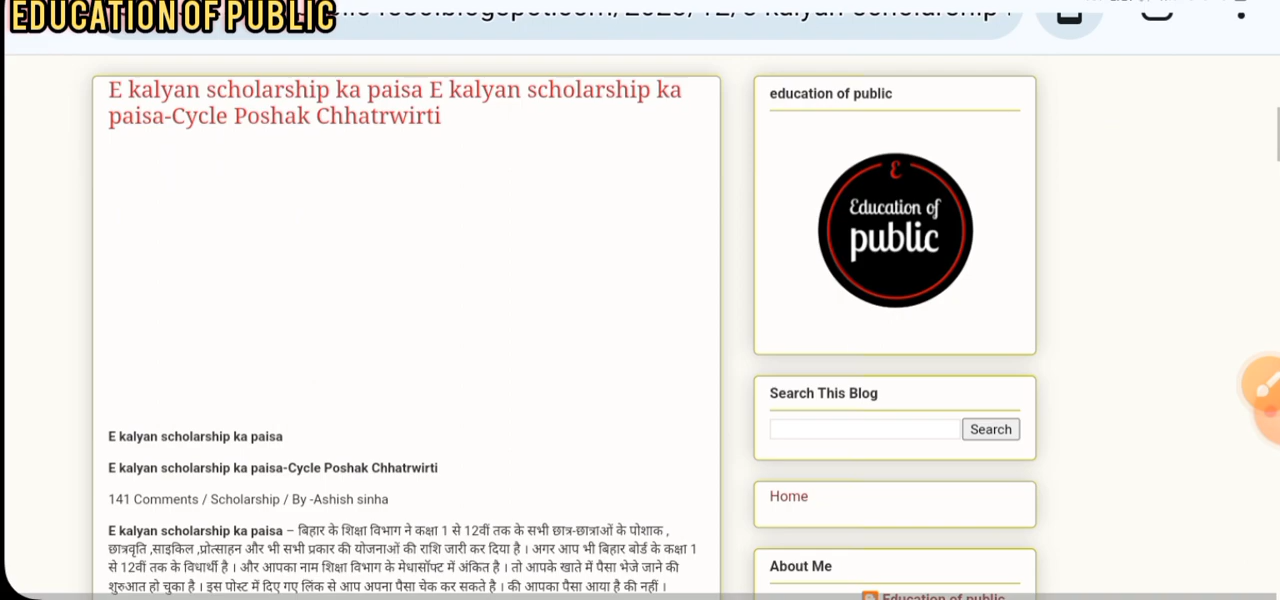 EDUCATION OF PUBLIC
E kalyan scholarship ka paisa E kalyan scholarship ka
paisa-Cycle Poshak Chhatrwirti
E kalyan scholarship ka paisa
E kalyan scholarship ka paisa-Cycle Poshak Chhatrwirti
141 Comments / Scholarship / By -Ashish sinha
E kalyan scholarship ka paisa – बिहार के शिक्षा विभाग ने कक्षा 1 से 12वीं तक के सभी छात्र-छात्राओं के पोशाक ,
छात्रवृति ,साइकिल ,प्रोत्साहन और भी सभी प्रकार की योजनाओं की राशि जारी कर दिया है । अगर आप भी बिहार बोर्ड के कक्षा 1
से 12वीं तक के विधार्थी है । और आपका नाम शिक्षा विभाग के मेधासॉफ्ट में अंकित है । तो आपके खाते में पैसा भेजे जाने की
शुरुआत हो चुका है । इस पोस्ट में दिए गए लिंक से आप अपना पैसा चेक कर सकते है । की आपका पैसा आया है की नहीं ।
education of public
Ɛ
Education of
public
Search This Blog
Search
Home
About Me
Education of public